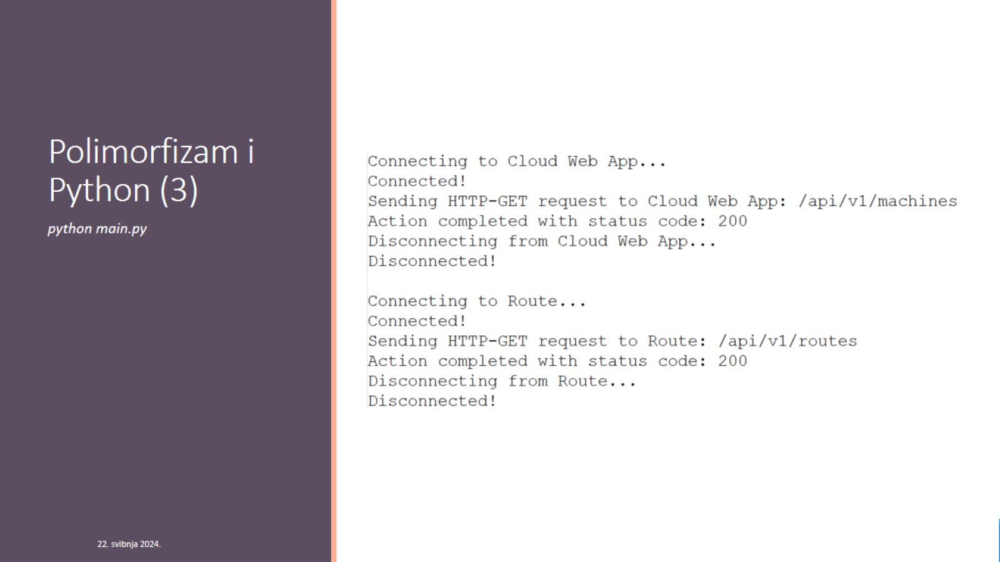 Polimorfizam i
Python (3)
python main.py
Connecting to Cloud Web App...
Connected!
Sending HTTP-GET request to Cloud Web App: /api/v1/machines
Action completed with status code: 200
Disconnecting from Cloud Web App...
Disconnected!
Connecting to Route...
Connected!
Sending HTTP-GET request to Route: /api/v1/routes
Action completed with status code: 200
Disconnecting from Route...
Disconnected!
22. svibnja 2024.